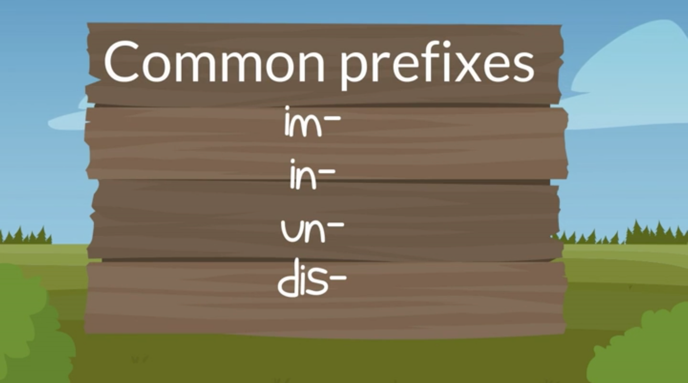 Common prefixes
im-
in-
un-
dis-